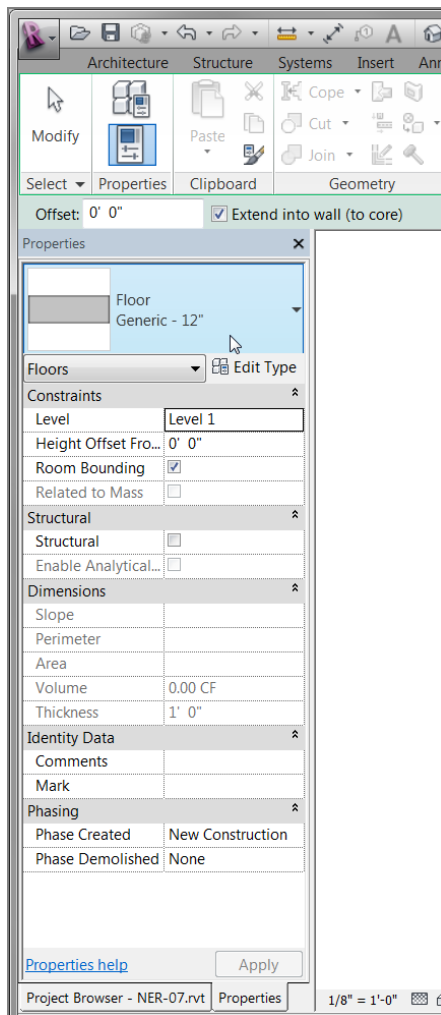 Architecture Structure Systems Insert Ann
Modify Paste Cope
Cut
Join
Select Properties Clipboard Geometry
Offset: 0' 0" Extend into wall (to core)
Properties
Floor
Generic - 12"
Floors Edit Type
Constraints
Level Level 1
Height Offset Fro... 0' 0"
Room Bounding
Related to Mass
Structural
Structural
Enable Analytical...
Dimensions
Slope
Perimeter
Area
Volume 0.00 CF
Thickness 1' 0"
Identity Data
Comments
Mark
Phasing
Phase Created New Construction
Phase Demolished None
Properties help Apply
Project Browser - NER-07.rvt Properties 1/8" = 1'-0"